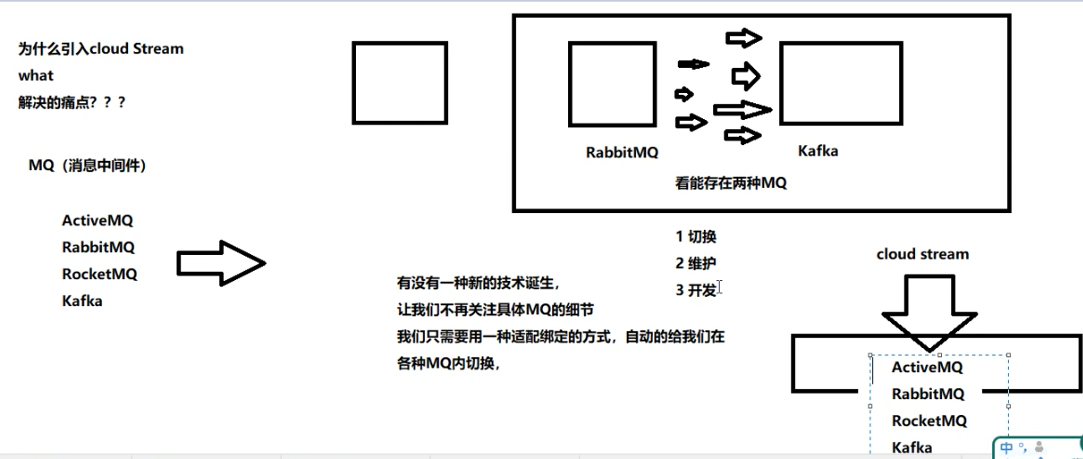 为什么引入cloud Stream
what
解决的痛点？？？
MQ（消息中间件）
ActiveMQ
RabbitMQ
RocketMQ
Kafka
RabbitMQ
Kafka
看能存在两种MQ
1 切换
2 维护
3 开发
有没有一种新的技术诞生，
让我们不再关注具体MQ的细节
我们只需要用一种适配绑定的方式，自动的给我们在
各种MQ内切换，
cloud stream
ActiveMQ
RabbitMQ
RocketMQ
Kafka
中